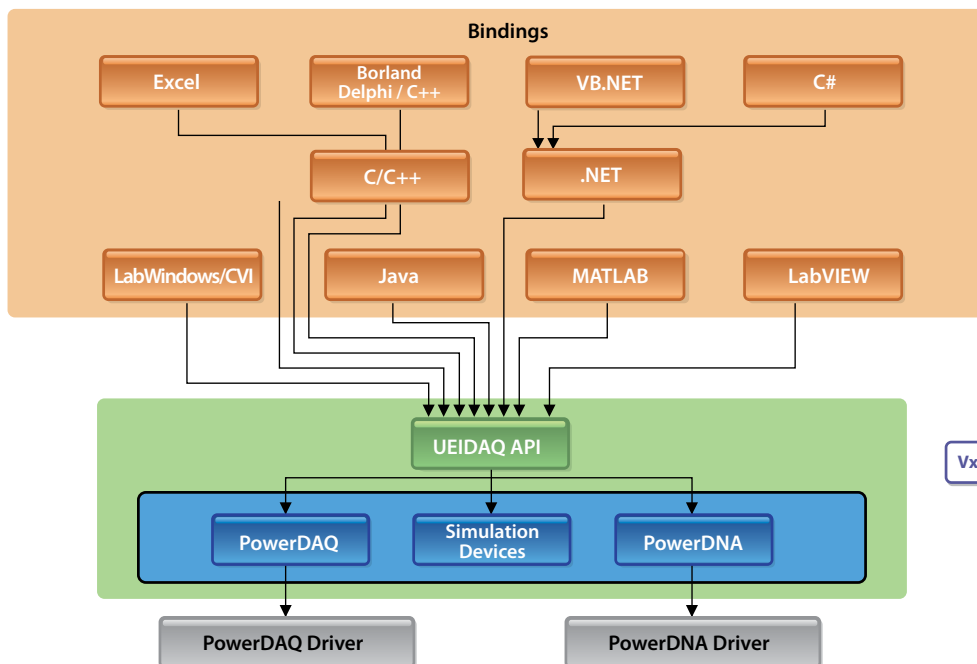 Bindings
Excel
Borland
Delphi / C++
VB.NET
C#
C/C++
.NET
LabWindows/CVI
Java
MATLAB
LabVIEW
UEIDAQ API
Vx
PowerDAQ
Simulation
Devices
PowerDNA
PowerDAQ Driver
PowerDNA Driver